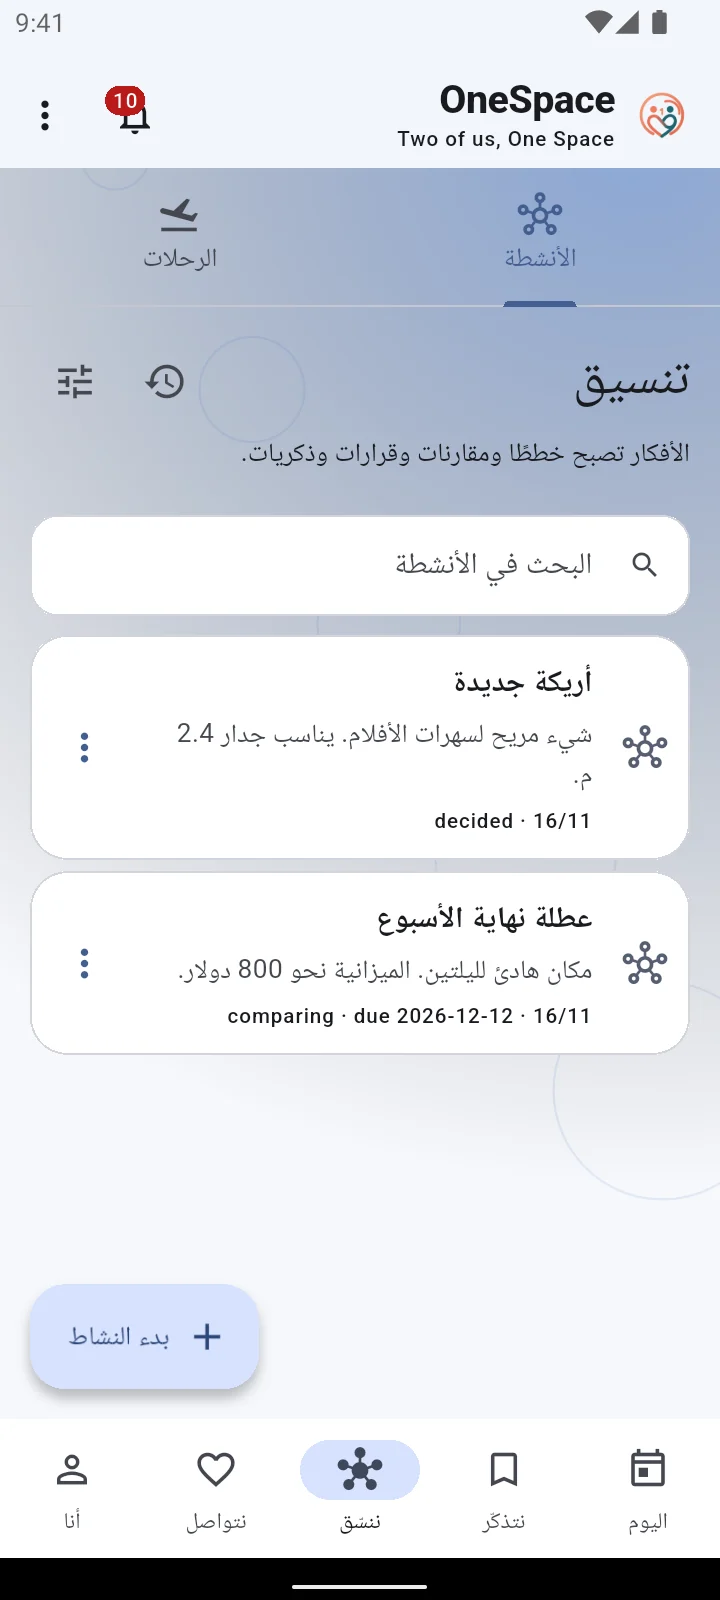 9:41
10
OneSpace
Two of us, One Space
الأنشطة
الرحلات
تنسيق
الأفكار تصبح خططًا ومقارنات وقرارات وذكريات.
البحث في الأنشطة
أريكة جديدة
شيء مريح لسهرات الأفلام. يناسب جدار 2.4
م.
decided · 16/11
عطلة نهاية الأسبوع
مكان هادئ لليلتين. الميزانية نحو 800 دولار.
comparing · due 2026-12-12 · 16/11
بدء النشاط
اليوم
نتذكّر
ننسّق
نتواصل
أنا